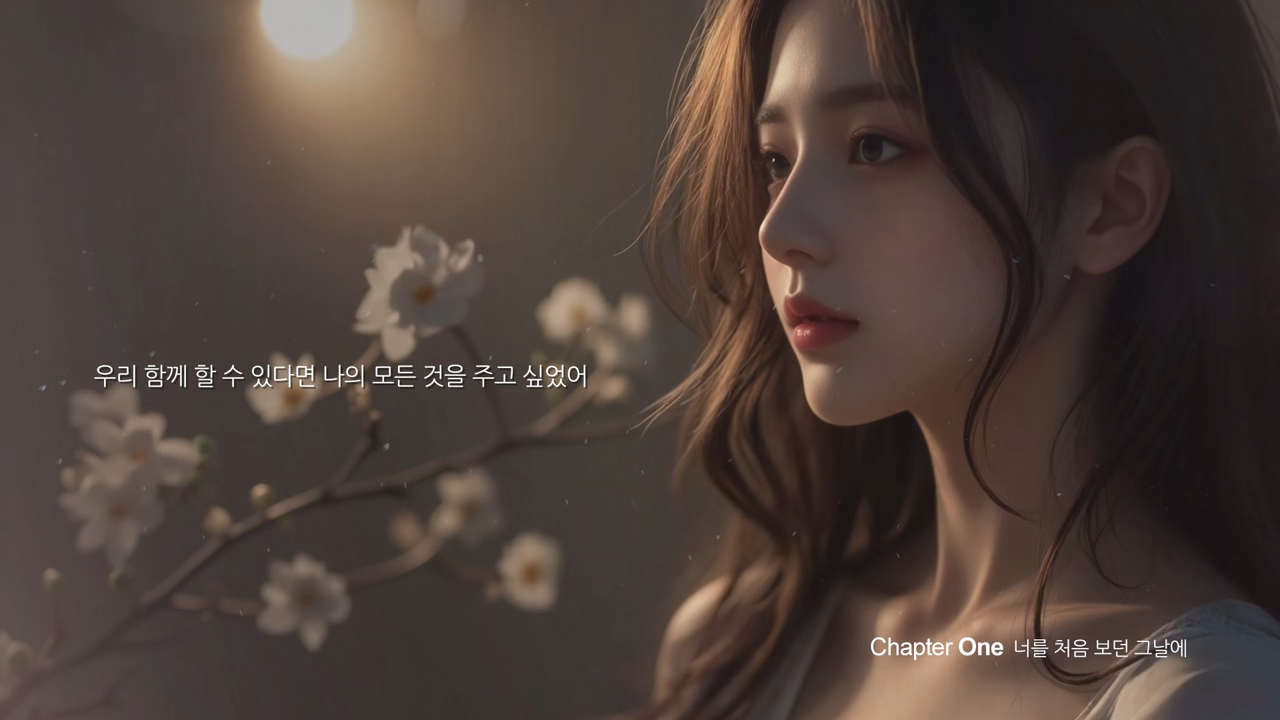 우리 함께 할 수 있다면 나의 모든 것을 주고 싶었어
Chapter One 너를 처음 보던 그날에